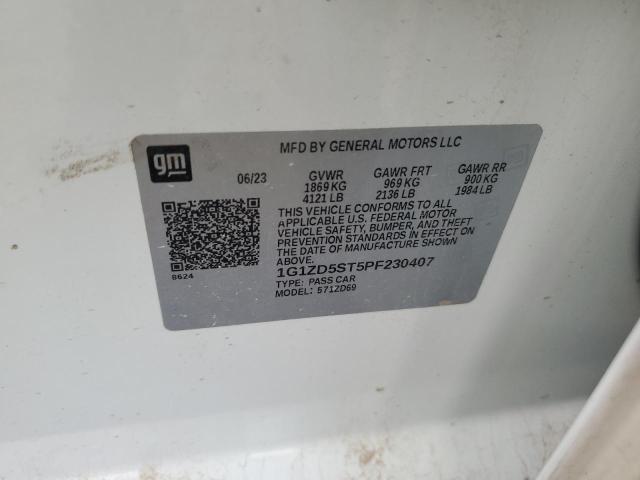 gm
MFD BY GENERAL MOTORS LLC
06/23 GVWR GAWR FRT GAWR RR
1869 KG 969 KG 900 KG
4121 LB 2136 LB 1984 LB
THIS VEHICLE CONFORMS TO ALL
APPLICABLE U.S. FEDERAL MOTOR
VEHICLE SAFETY, BUMPER, AND THEFT
PREVENTION STANDARDS IN EFFECT ON
THE DATE OF MANUFACTURE SHOWN
ABOVE.
8624
1G1ZD5ST5PF230407
TYPE: PASS CAR
MODEL: 571ZD69